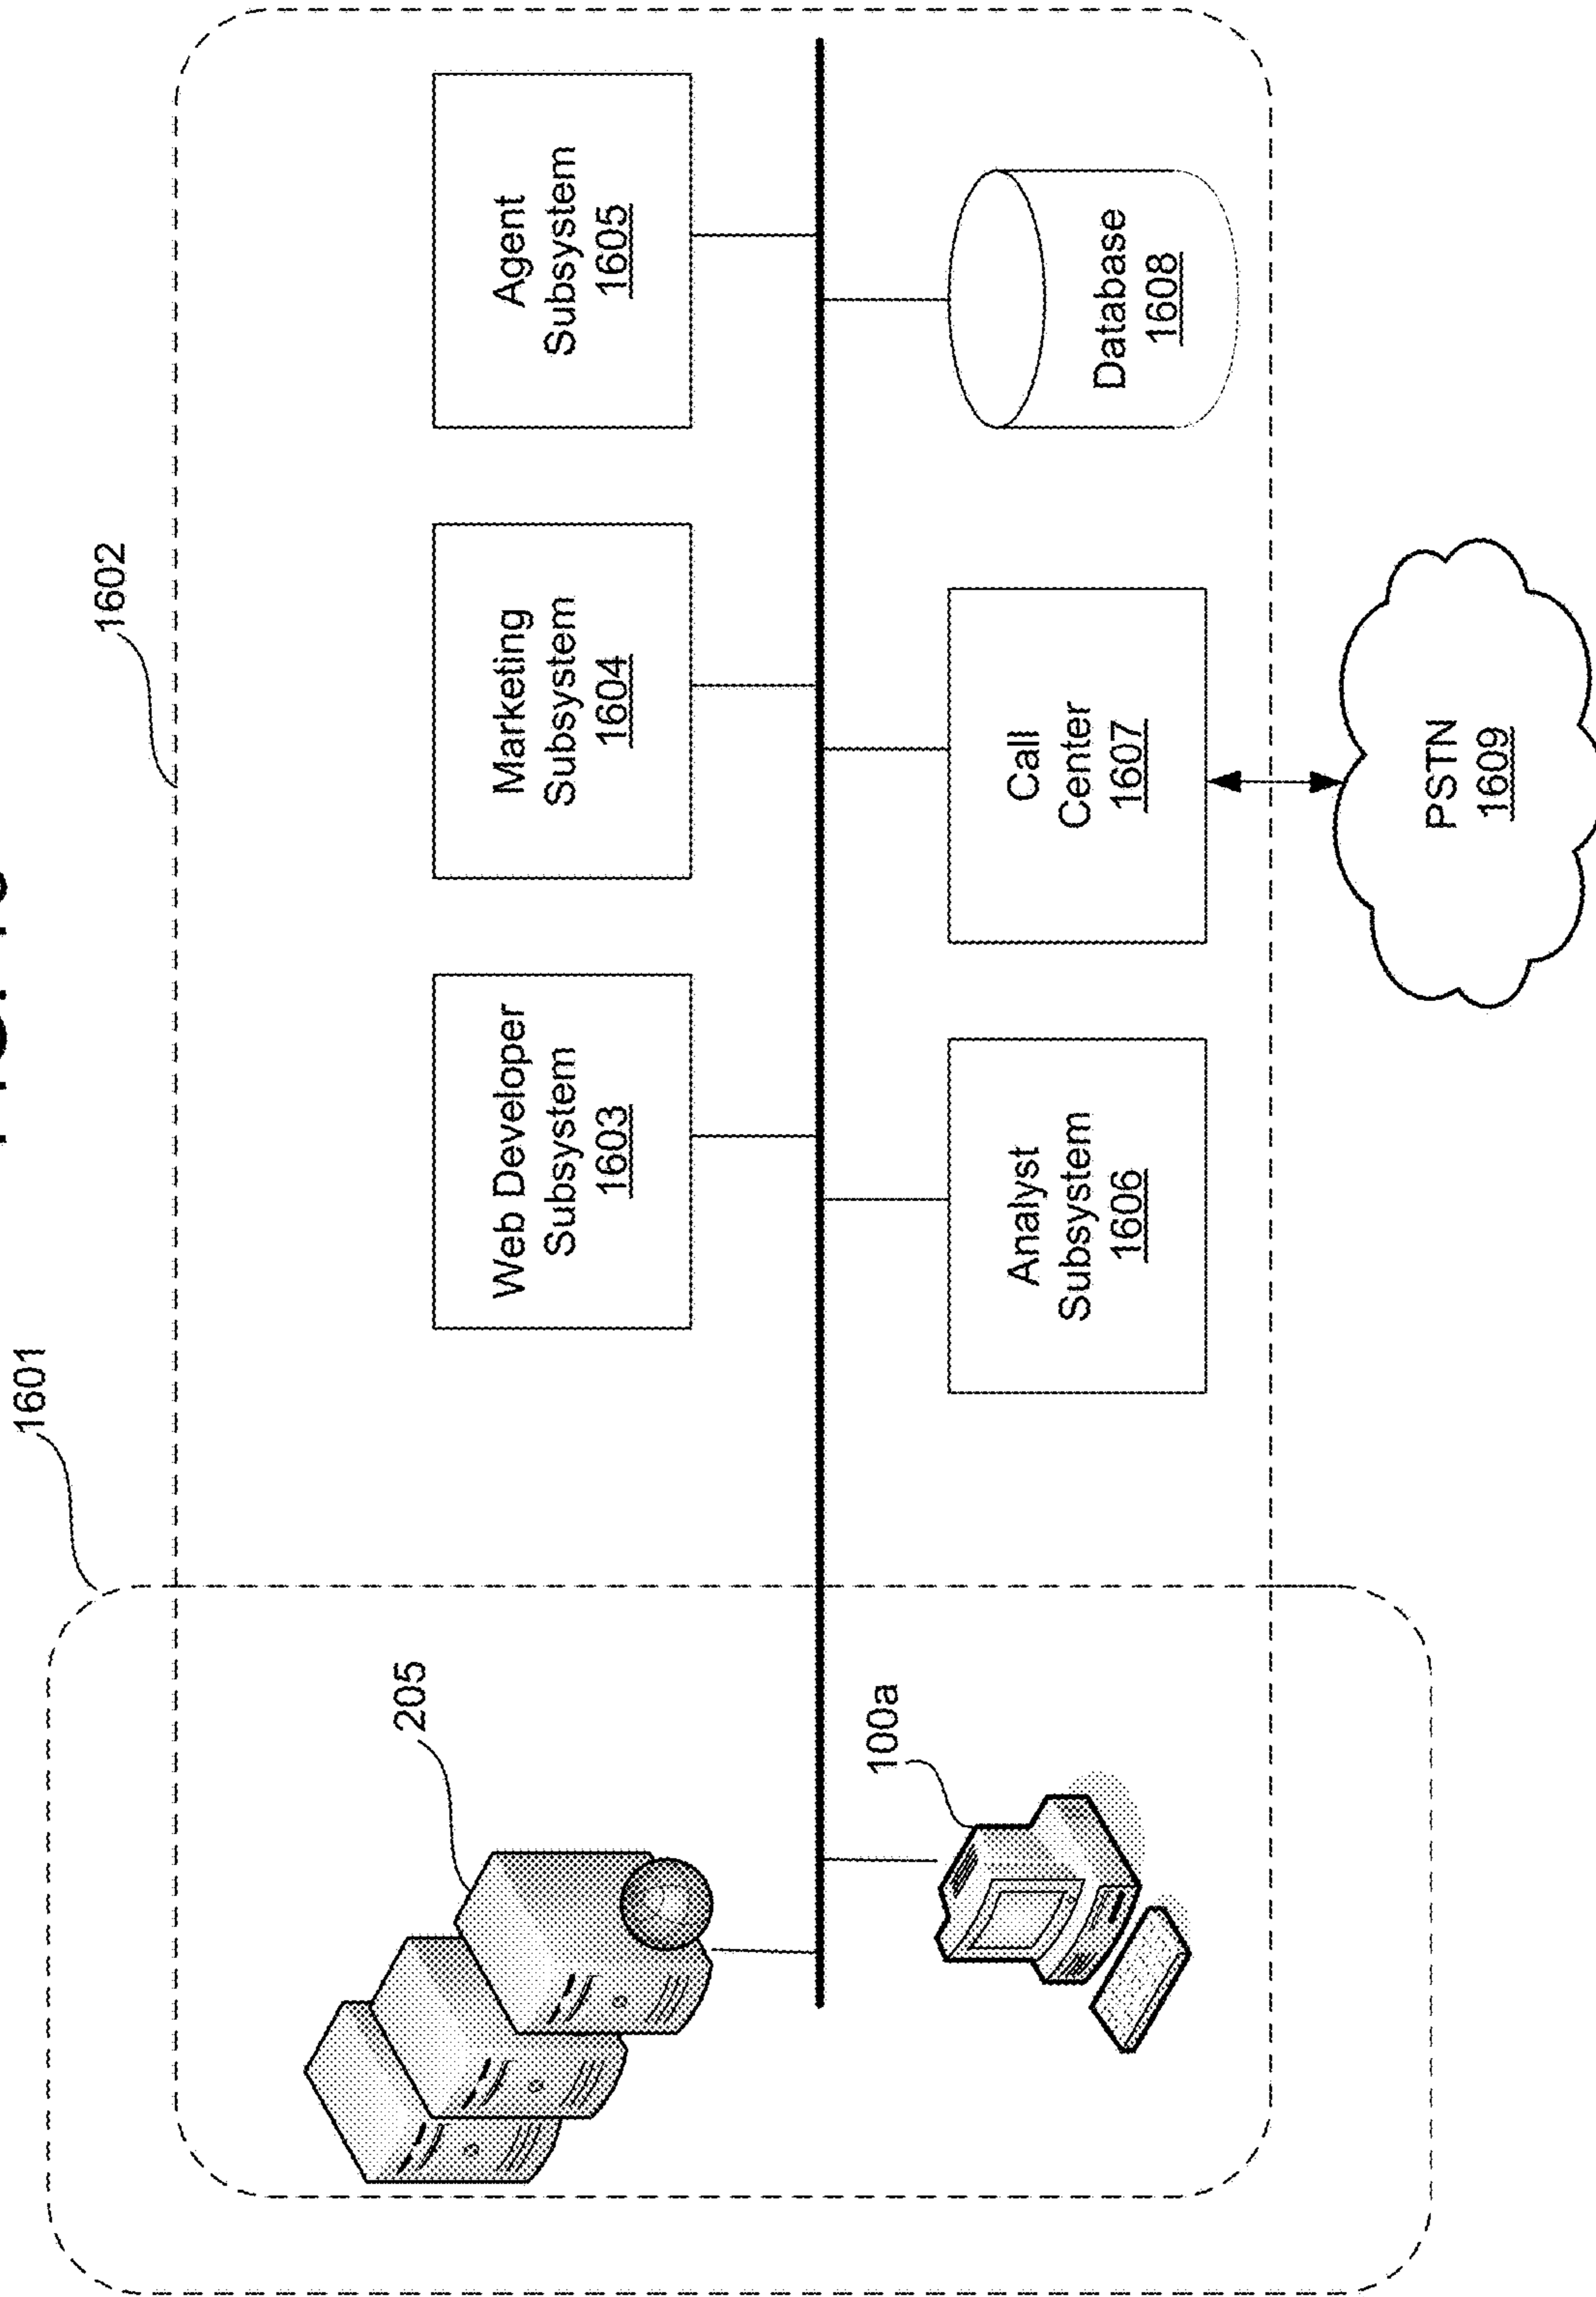 1601
1602
205
100a
Web Developer
Subsystem
1603
Marketing
Subsystem
1604
Agent
Subsystem
1605
Analyst
Subsystem
1606
Call
Center
1607
Database
1608
PSTN
1609